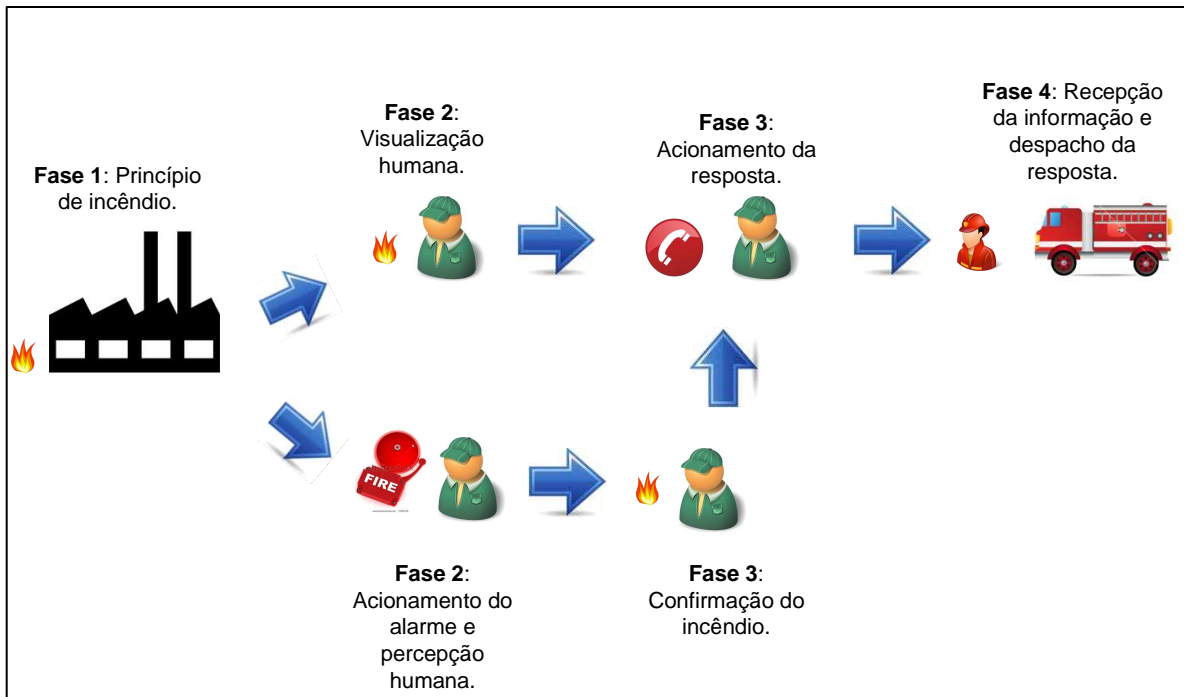 Fase 1: Princípio
de incêndio.
Fase 2:
Visualização
humana.
Fase 3:
Acionamento da
resposta.
Fase 4: Recepção
da informação e
despacho da
resposta.
FIRE
Fase 2:
Acionamento do
alarme e
percepção
humana.
Fase 3:
Confirmação do
incêndio.